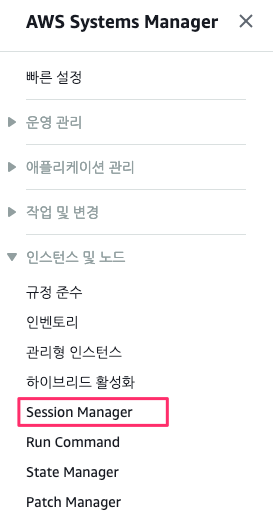 AWS Systems Manager
빠른 설정
운영 관리
애플리케이션 관리
작업 및 변경
인스턴스 및 노드
규정 준수
인벤토리
관리형 인스턴스
하이브리드 활성화
Session Manager
Run Command
State Manager
Patch Manager